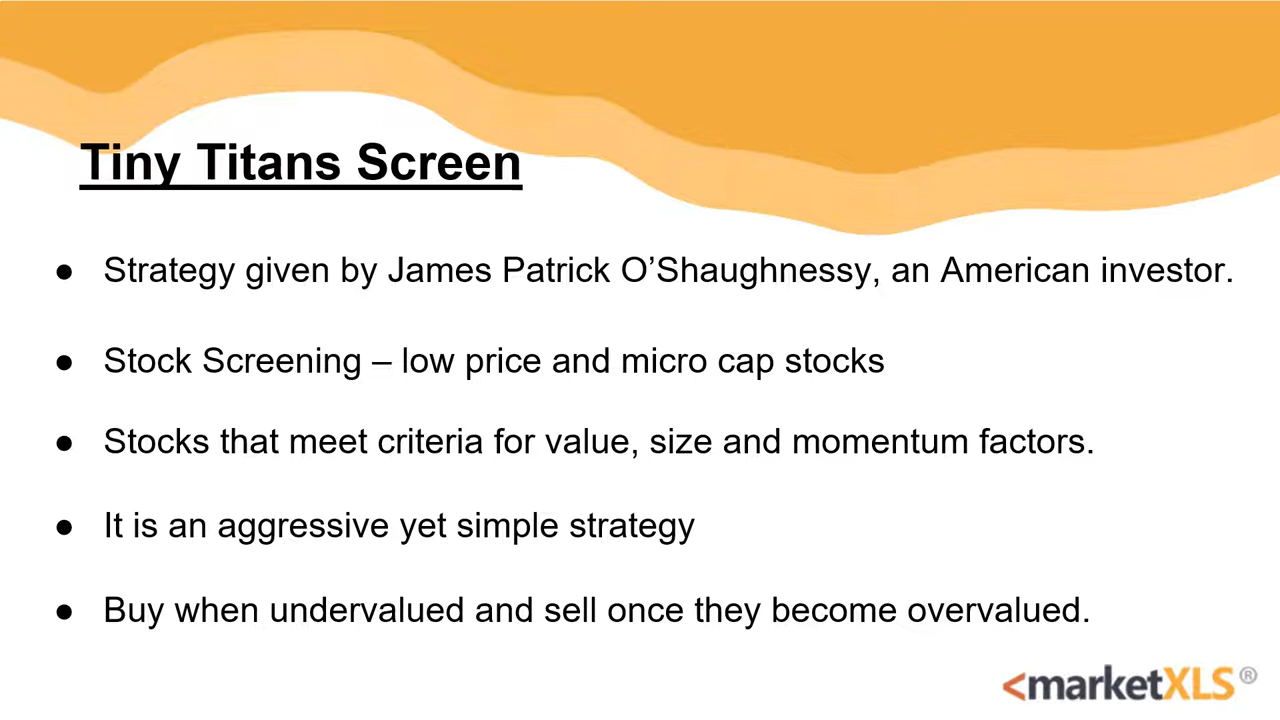 Tiny Titans Screen
● Strategy given by James Patrick O’Shaughnessy, an American investor.
● Stock Screening – low price and micro cap stocks
● Stocks that meet criteria for value, size and momentum factors.
● It is an aggressive yet simple strategy
● Buy when undervalued and sell once they become overvalued.
<marketXLS®